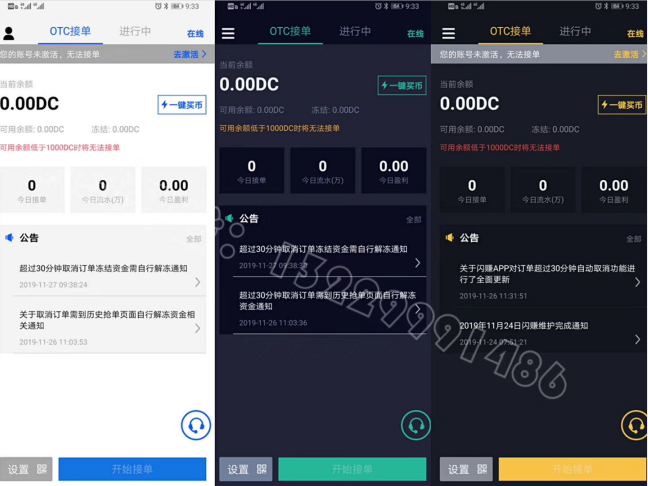 9:33
OTC接单
进行中
在线
您的账号未激活，无法接单
去激活
当前余额
0.00DC
一键买币
可用余额: 0.00DC
冻结: 0.00DC
可用余额低于1000DC时将无法接单
0
今日接单
0
今日流水(万)
0.00
今日盈利
公告
全部
超过30分钟取消订单冻结资金需自行解冻通知
2019-11-27 09:38:24
关于取消订单需到历史抢单页面自行解冻资金相
关通知
2019-11-26 11:03:53
设置
开始接单
9:33
OTC接单
进行中
在线
当前余额
0.00DC
一键买币
可用余额: 0.00DC
冻结: 0.00DC
可用余额低于1000DC时将无法接单
0
今日接单
0
今日流水(万)
0.00
今日盈利
公告
全部
超过30分钟取消订单冻结资金需自行解冻通知
2019-11-27 09:38:30
超过30分钟取消订单需到历史抢单页面自行解冻
资金通知
2019-11-26 11:03:36
设置
开始接单
9:33
OTC接单
进行中
在线
您的账号未激活，无法接单
去激活
当前余额
0.00DC
一键买币
可用余额: 0.00DC
冻结: 0.00DC
可用余额低于1000DC时将无法接单
0
今日接单
0
今日流水(万)
0.00
今日盈利
公告
全部
关于闪赚APP对订单超过30分钟自动取消功能进
行了全面更新
2019-11-26 11:31:51
2019年11月24日闪赚维护完成通知
2019-11-24 07:51:21
设置
开始接单